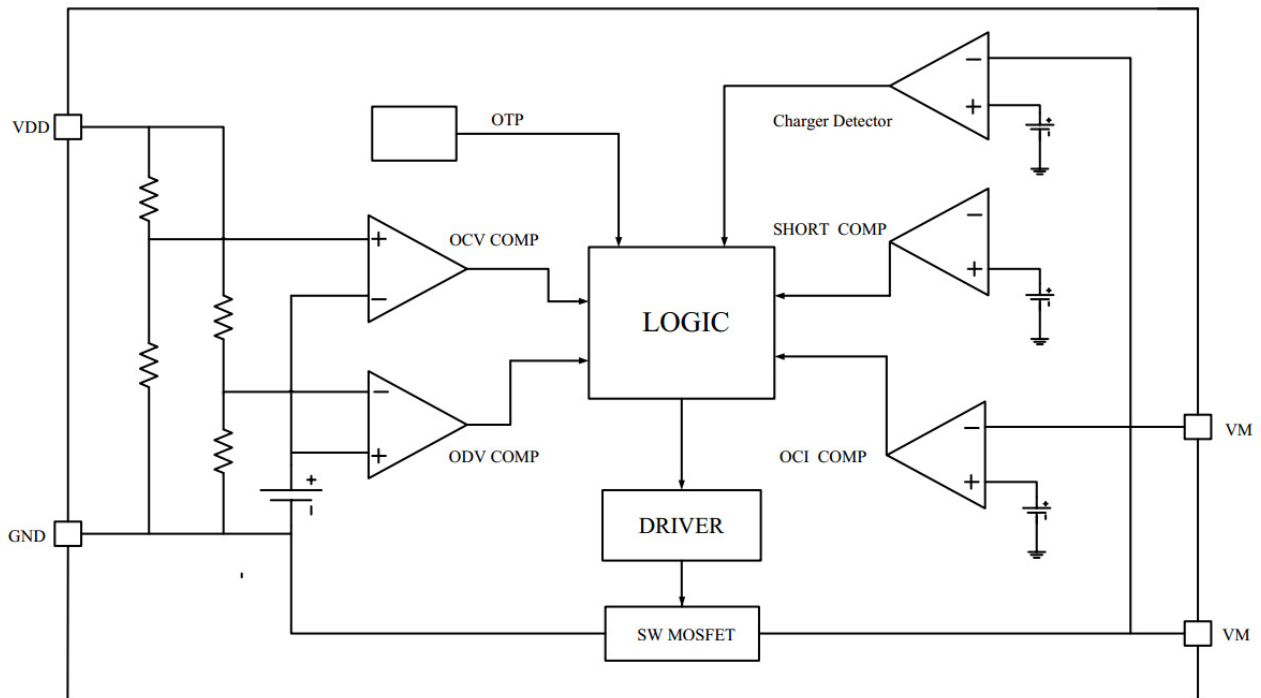 VDD
OTP
Charger Detector
OCV COMP
SHORT COMP
LOGIC
ODV COMP
OCI COMP
VM
GND
DRIVER
SW MOSFET
VM